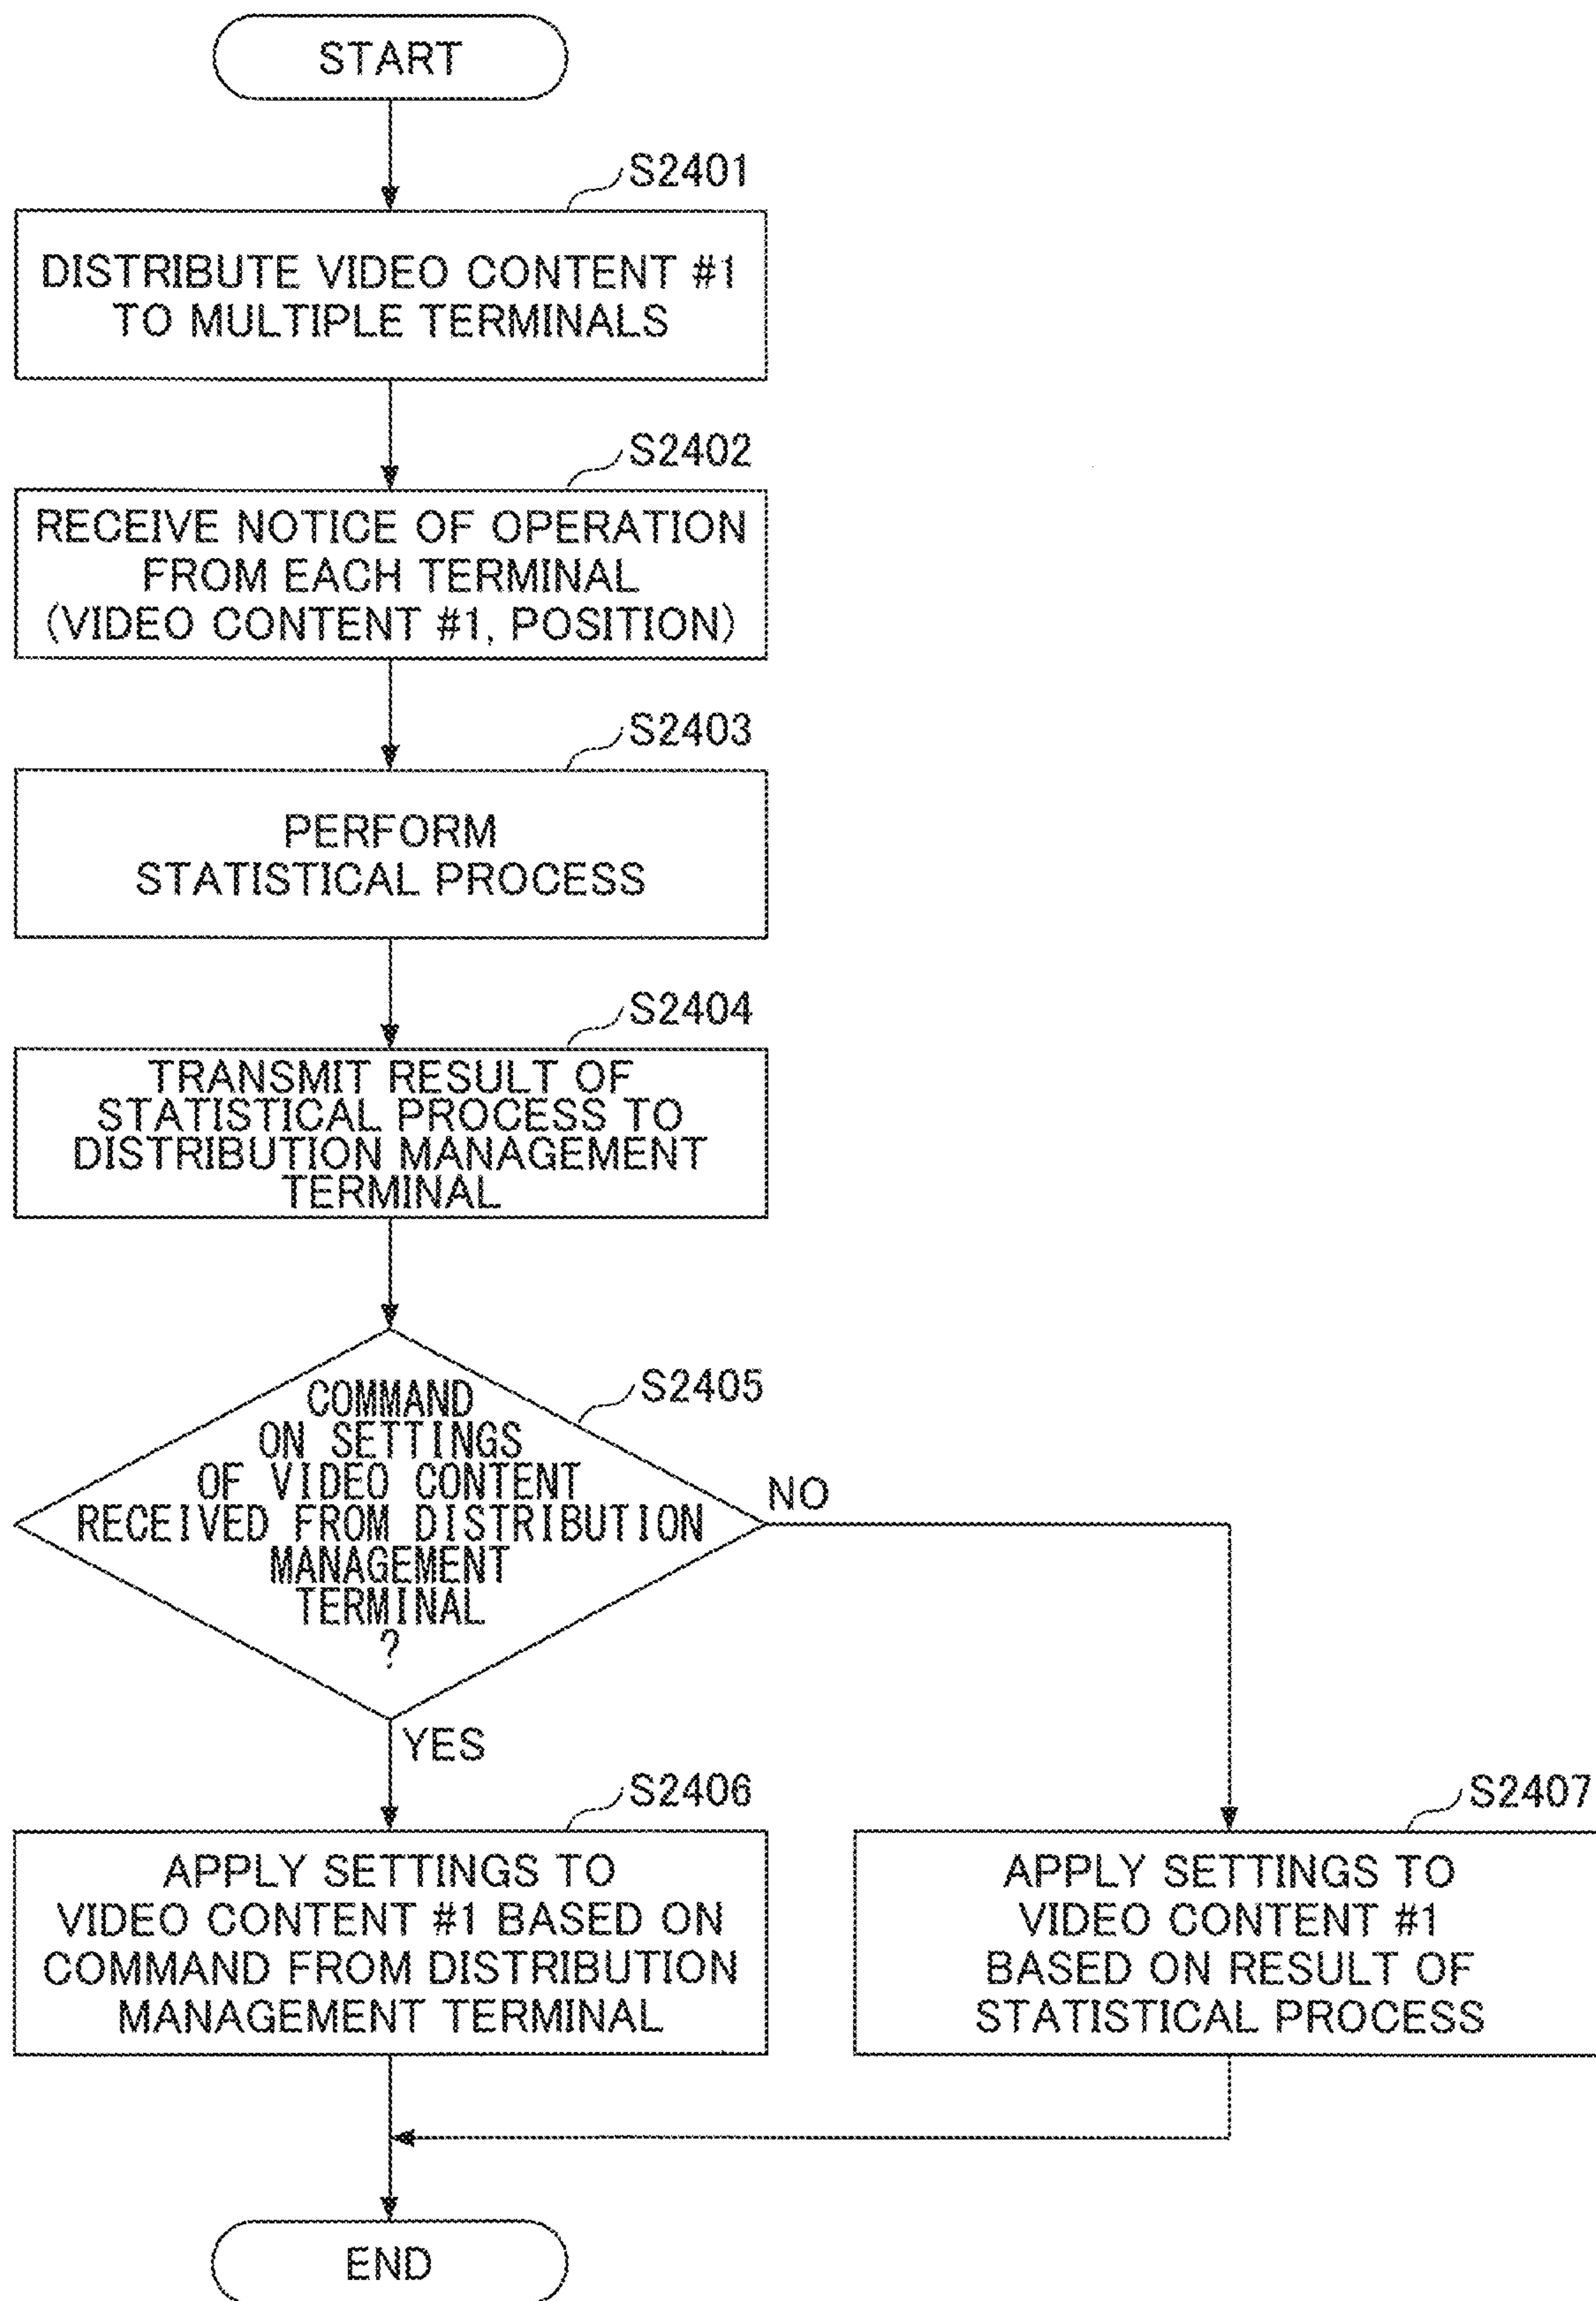 START
S2401
DISTRIBUTE VIDEO CONTENT #1
TO MULTIPLE TERMINALS
S2402
RECEIVE NOTICE OF OPERATION
FROM EACH TERMINAL
(VIDEO CONTENT #1, POSITION)
S2403
PERFORM
STATISTICAL PROCESS
S2404
TRANSMIT RESULT OF
STATISTICAL PROCESS TO
DISTRIBUTION MANAGEMENT
TERMINAL
S2405
COMMAND
ON SETTINGS
OF VIDEO CONTENT
RECEIVED FROM DISTRIBUTION
MANAGEMENT
TERMINAL
?
NO
YES
S2406
APPLY SETTINGS TO
VIDEO CONTENT #1 BASED ON
COMMAND FROM DISTRIBUTION
MANAGEMENT TERMINAL
S2407
APPLY SETTINGS TO
VIDEO CONTENT #1
BASED ON RESULT OF
STATISTICAL PROCESS
END